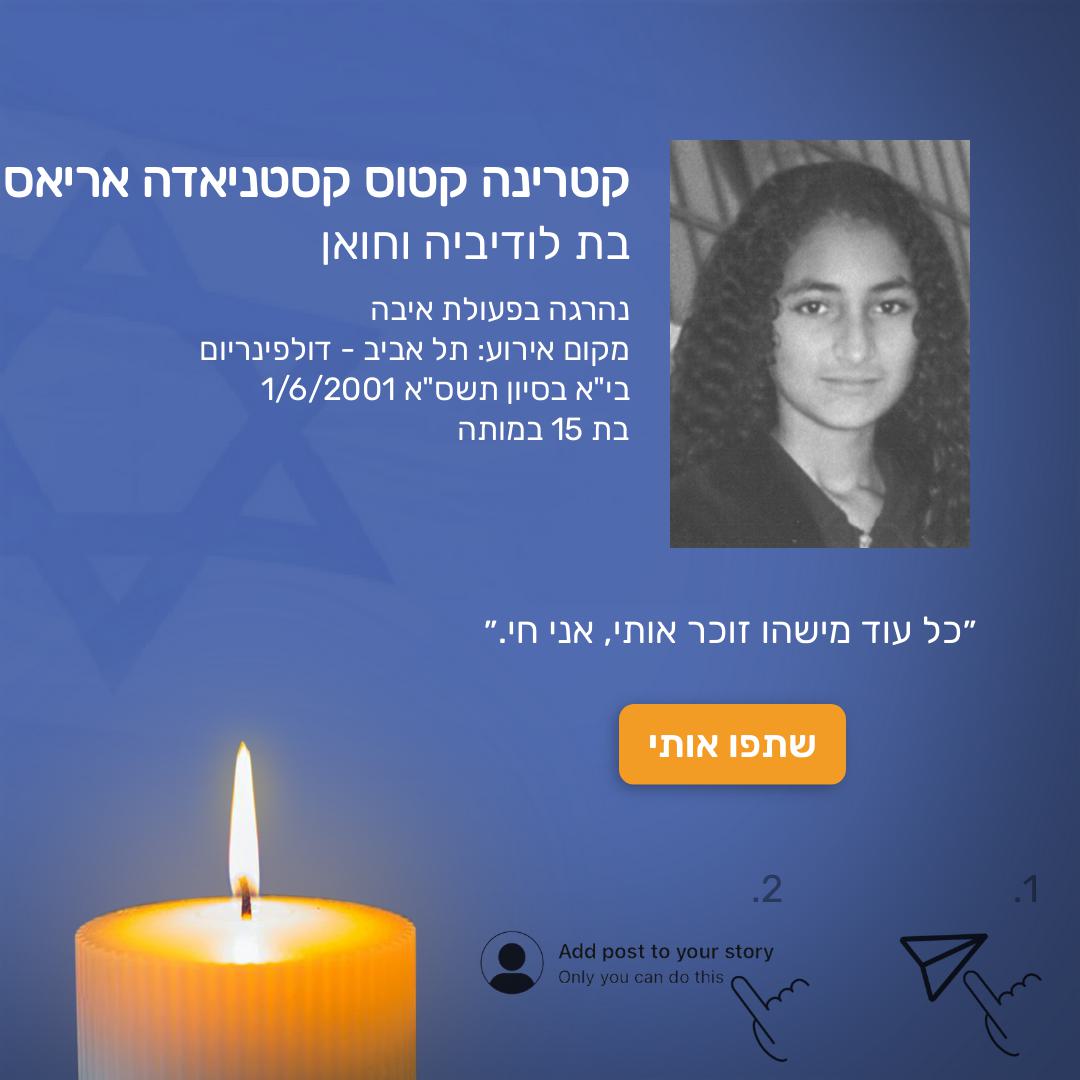 קטרינה קטוס קסטניאדה אריאס
בת לודיביה וחואן
נהרגה בפעולת איבה
מקום אירוע: תל אביב - דולפינריום
בי"א בסיון תשס"א 1/6/2001
בת 15 במותה
״כל עוד מישהו זוכר אותי, אני חי.״
שתפו אותי
1.
2.
Add post to your story
Only you can do this